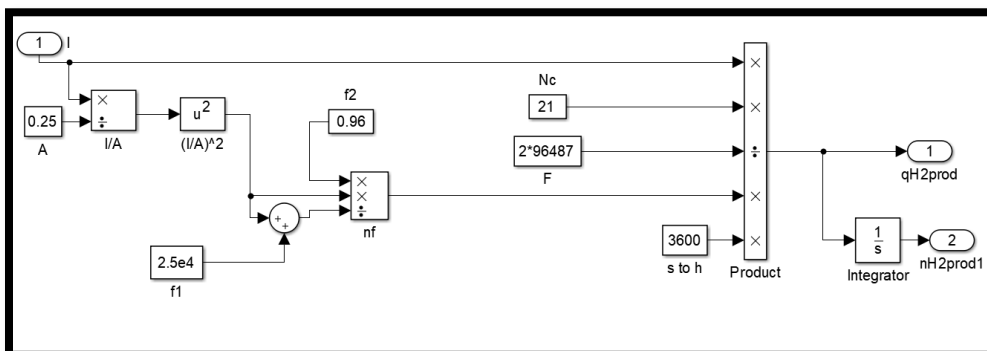 1
I
×
÷
0.25
A
I/A
u²
(I/A)^2
f2
0.96
×
×
÷
nf
+
+
2.5e4
f1
Nc
21
2*96487
F
3600
s to h
×
×
÷
×
×
Product
1
qH2prod
1
s
Integrator
2
nH2prod1